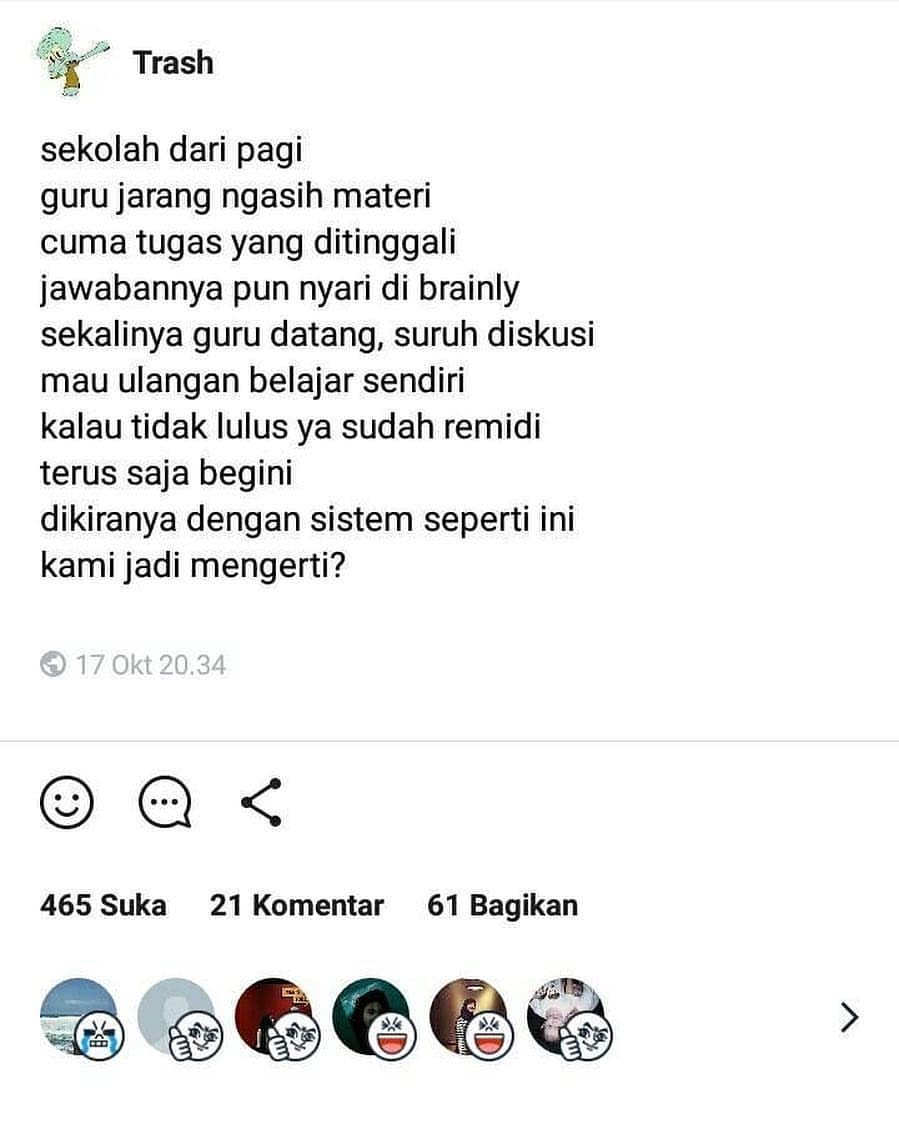 Trash
sekolah dari pagi
guru jarang ngasih materi
cuma tugas yang ditinggali
jawabannya pun nyari di brainly
sekalinya guru datang, suruh diskusi
mau ulangan belajar sendiri
kalau tidak lulus ya sudah remidi
terus saja begini
dikiranya dengan sistem seperti ini
kami jadi mengerti?
17 Okt 20.34
465 Suka 21 Komentar 61 Bagikan